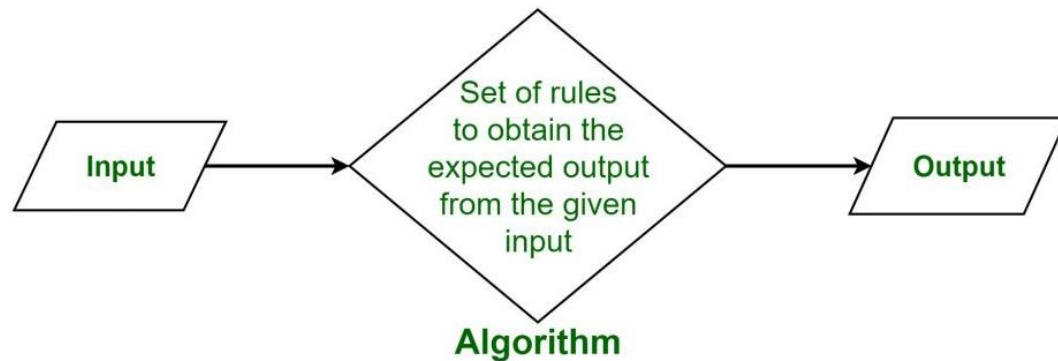 Input
Set of rules
to obtain the
expected output
from the given
input
Output
Algorithm